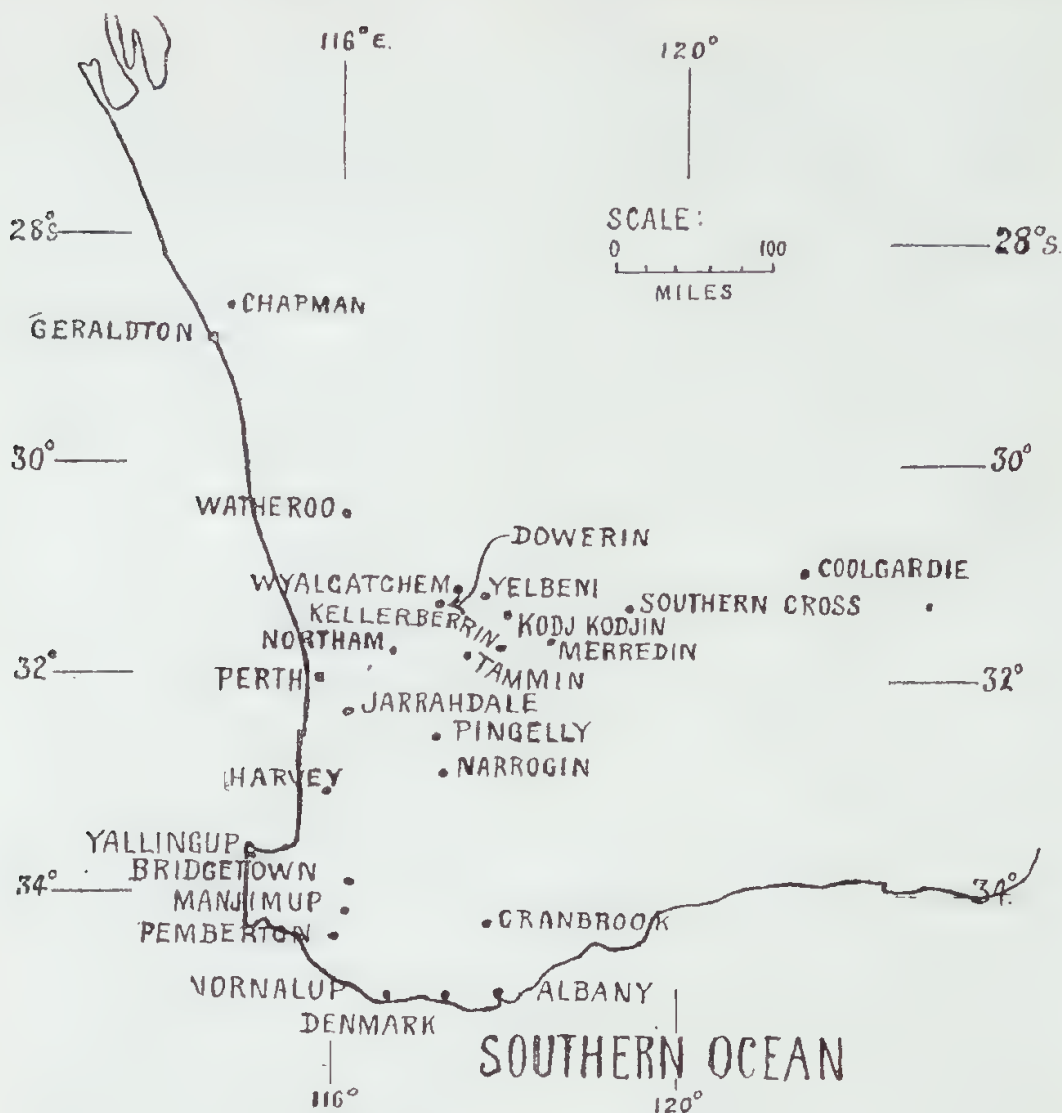 116° E.
120°
28°S
SCALE:
0 100
MILES
28°S.
CHAPMAN
GERALDTON
30°
30°
WATHEROO
DOWERIN
WYALCATCHEM
YELBENI
COOLGARDIE
KELLERBERRIN
SOUTHERN CROSS
KODJ KODJIN
NORTHAM
MERREDIN
TAMMIN
32°
PERTH
32°
JARRAHDALE
PINGELLY
HARVEY
NARROGIN
YALLINGUP
BRIDGETOWN
34°
34°
MANJIMUP
PEMBERTON
CRANBROOK
NORNALUP
ALBANY
DENMARK
SOUTHERN OCEAN
116°
120°